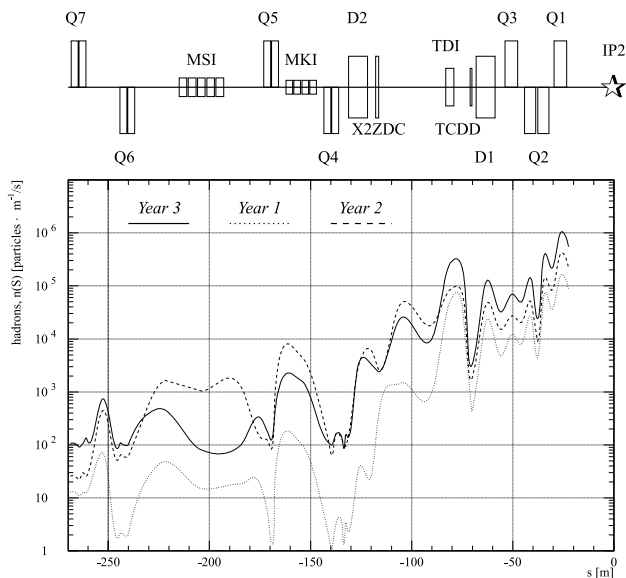 Q7 Q5 D2 Q3 Q1
MSI MKI TDI IP2
X2ZDC TCDD
Q6 Q4 D1 Q2
Year 3 Year 1 Year 2
hadrons, n(S) [particles · m⁻¹/s]
10⁶
10⁵
10⁴
10³
10²
10
1
-250 -200 -150 -100 -50 0
s [m]